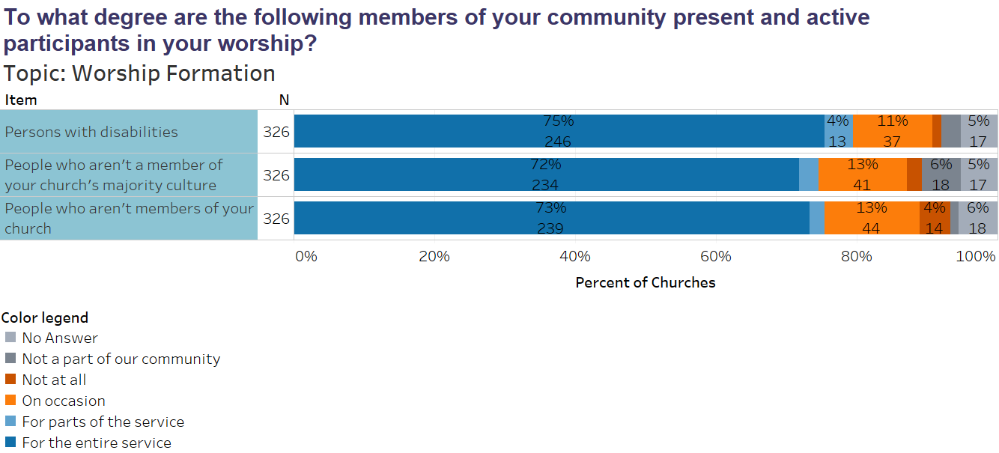 To what degree are the following members of your community present and active
participants in your worship?
Topic: Worship Formation
Item N
Persons with disabilities 326
75% 4% 11% 5%
246 13 37 17
People who aren't a member of
your church's majority culture 326
72% 13% 6% 5%
234 41 18 17
People who aren't members of your
church 326
73% 13% 4% 6%
239 44 14 18
0% 20% 40% 60% 80% 100%
Percent of Churches
Color legend
No Answer
Not a part of our community
Not at all
On occasion
For parts of the service
For the entire service